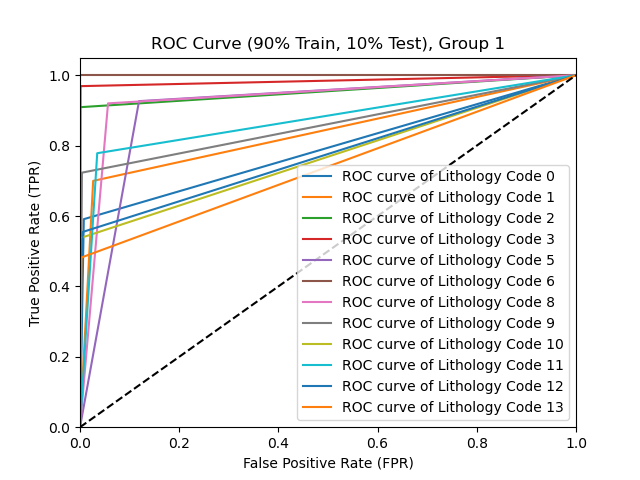 ROC Curve (90% Train, 10% Test), Group 1
1.0
0.8
0.6
0.4
0.2
0.0
True Positive Rate (TPR)
ROC curve of Lithology Code 0
ROC curve of Lithology Code 1
ROC curve of Lithology Code 2
ROC curve of Lithology Code 3
ROC curve of Lithology Code 5
ROC curve of Lithology Code 6
ROC curve of Lithology Code 8
ROC curve of Lithology Code 9
ROC curve of Lithology Code 10
ROC curve of Lithology Code 11
ROC curve of Lithology Code 12
ROC curve of Lithology Code 13
0.0 0.2 0.4 0.6 0.8 1.0
False Positive Rate (FPR)